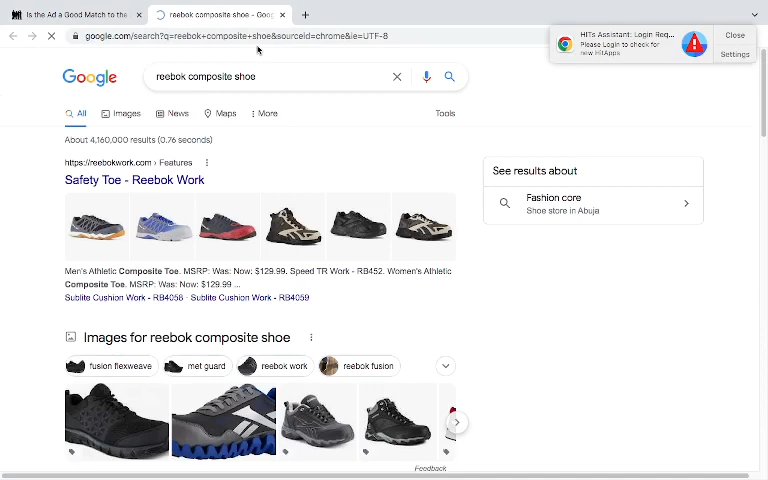 Is the Ad a Good Match to the
reebok composite shoe - Goog
google.com/search?q=reebok+composite+shoe&sourceid=chrome&ie=UTF-8
HITs Assistant: Login Req...
Please Login to check for
new HitApps
Close
Settings
Google
reebok composite shoe
All
Images
News
Maps
More
Tools
About 4,160,000 results (0.76 seconds)
https://reebokwork.com › Features
Safety Toe - Reebok Work
Men's Athletic Composite Toe. MSRP: Was: Now: $129.99. Speed TR Work - RB452. Women's Athletic
Composite Toe. MSRP: Was: Now: $129.99 ...
Sublite Cushion Work - RB4058 · Sublite Cushion Work - RB4059
See results about
Fashion core
Shoe store in Abuja
Images for reebok composite shoe
fusion flexweave
met guard
reebok work
reebok fusion
Feedback